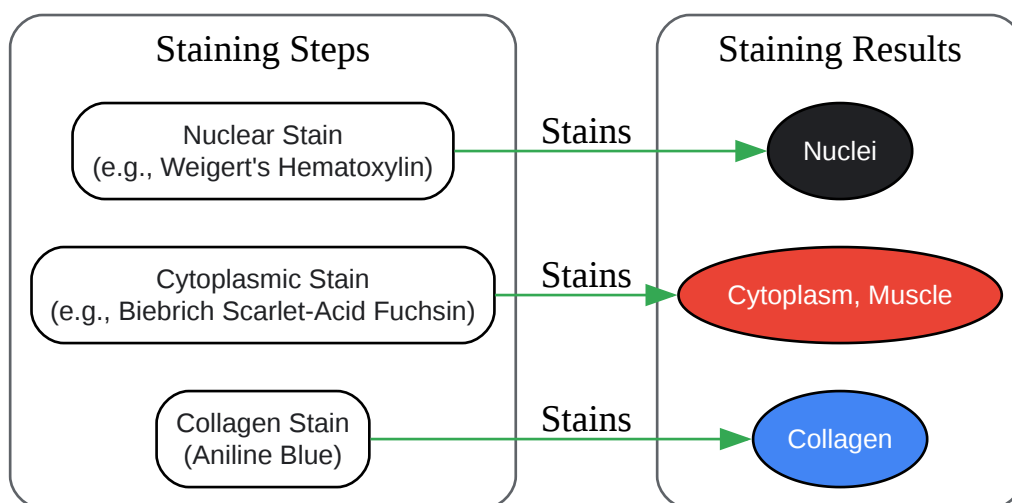 Staining Steps
Staining Results
Nuclear Stain
(e.g., Weigert's Hematoxylin)
Stains
Nuclei
Cytoplasmic Stain
(e.g., Biebrich Scarlet-Acid Fuchsin)
Stains
Cytoplasm, Muscle
Collagen Stain
(Aniline Blue)
Stains
Collagen